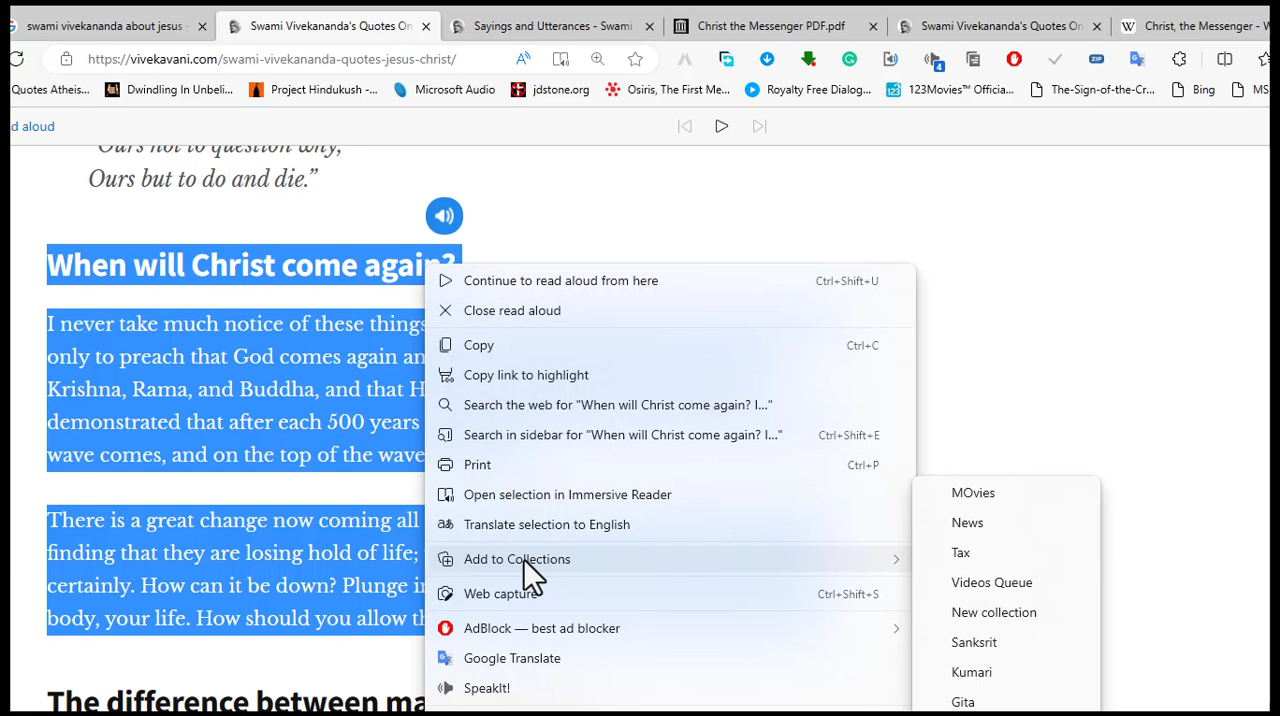 swami vivekananda about jesus -
Swami Vivekananda's Quotes On
Sayings and Utterances - Swami
Christ the Messenger PDF.pdf
Swami Vivekananda's Quotes On
Christ, the Messenger - W
https://vivekavani.com/swami-vivekananda-quotes-jesus-christ/
4
ZIP
Quotes Atheis...
Dwindling In Unbeli...
Project Hindukush -...
Microsoft Audio
jdstone.org
Osiris, The First Me...
Royalty Free Dialog...
123Movies™ Officia...
The-Sign-of-the-Cr...
Bing
MS
d aloud
"Ours not to question why,
Ours but to do and die."
When will Christ come again?
I never take much notice of these things
only to preach that God comes again an
Krishna, Rama, and Buddha, and that H
demonstrated that after each 500 years
wave comes, and on the top of the wave
There is a great change now coming all
finding that they are losing hold of life;
certainly. How can it be down? Plunge in
body, your life. How should you allow th
The difference between ma
Continue to read aloud from here Ctrl+Shift+U
Close read aloud
Copy Ctrl+C
Copy link to highlight
Search the web for "When will Christ come again? I..."
Search in sidebar for "When will Christ come again? I..." Ctrl+Shift+E
Print Ctrl+P
Open selection in Immersive Reader
Translate selection to English
Add to Collections
Web capture Ctrl+Shift+S
AdBlock — best ad blocker
Google Translate
SpeakIt!
MOvies
News
Tax
Videos Queue
New collection
Sanksrit
Kumari
Gita